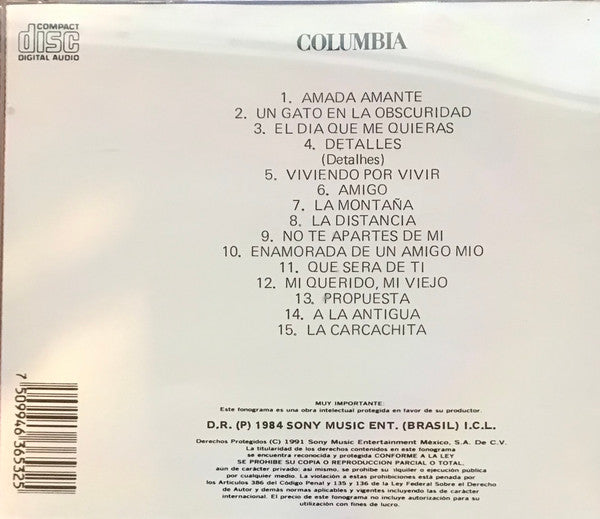 COMPACT
disc
DIGITAL AUDIO
COLUMBIA
1. AMADA AMANTE
2. UN GATO EN LA OBSCURIDAD
3. EL DIA QUE ME QUIERAS
4. DETALLES
(Detalhes)
5. VIVIENDO POR VIVIR
6. AMIGO
7. LA MONTAÑA
8. LA DISTANCIA
9. NO TE APARTES DE MI
10. ENAMORADA DE UN AMIGO MIO
11. QUE SERA DE TI
12. MI QUERIDO, MI VIEJO
13. PROPUESTA
14. A LA ANTIGUA
15. LA CARCACHITA
7 509946 365325
MUY IMPORTANTE:
Este fonograma es una obra intelectual protegida en favor de su productor.
D.R. (P) 1984 SONY MUSIC ENT. (BRASIL) I.C.L.
Derechos Protegidos (C) 1991 Sony Music Entertainment México, S.A. De C.V.
La titularidad de los derechos contenidos en este fonograma
se encuentra reconocida y protegida CONFORME A LA LEY
SE PROHIBE SU COPIA O REPRODUCCION PARCIAL O TOTAL,
aun de carácter privado; así mismo, se prohibe su alquiler o ejecución pública
por cualquier medio. La violación a estas prohibiciones está penada por
los Artículos 386 del Código Penal y 135 y 136 de la Ley Federal Sobre el Derecho
de Autor y demás normas aplicables y vigentes incluyendo las de carácter
internacional. El precio de este fonograma no incluye autorización para su
utilización con fines de lucro.